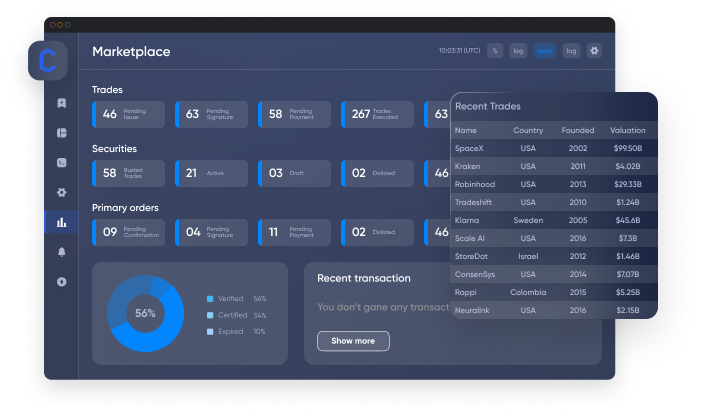 Marketplace
10:03:31 (UTC) % log auto log
Trades
46 Pending Issuer
63 Pending Signature
58 Pending Payment
267 Trades Executed
63
Securities
58 Busted Trades
21 Active
63 Draft
02 Delisted
46
Primary orders
09 Pending Confirmation
04 Pending Signature
11 Pending Payment
02 Delisted
46
56%
Verified 56%
Certified 34%
Expired 10%
Recent transaction
You don't gane any transact
Show more
Recent Trades
Name Country Founded Valuation
SpaceX USA 2002 $99.50B
Kraken USA 2011 $4.02B
Robinhood USA 2013 $29.33B
Tradeshift USA 2010 $1.24B
Klarna Sweden 2005 $45.6B
Scale AI USA 2016 $7.3B
StoreDot Israel 2012 $1.46B
ConsenSys USA 2014 $7.07B
Rappi Colombia 2015 $5.25B
Neuralink USA 2016 $2.15B